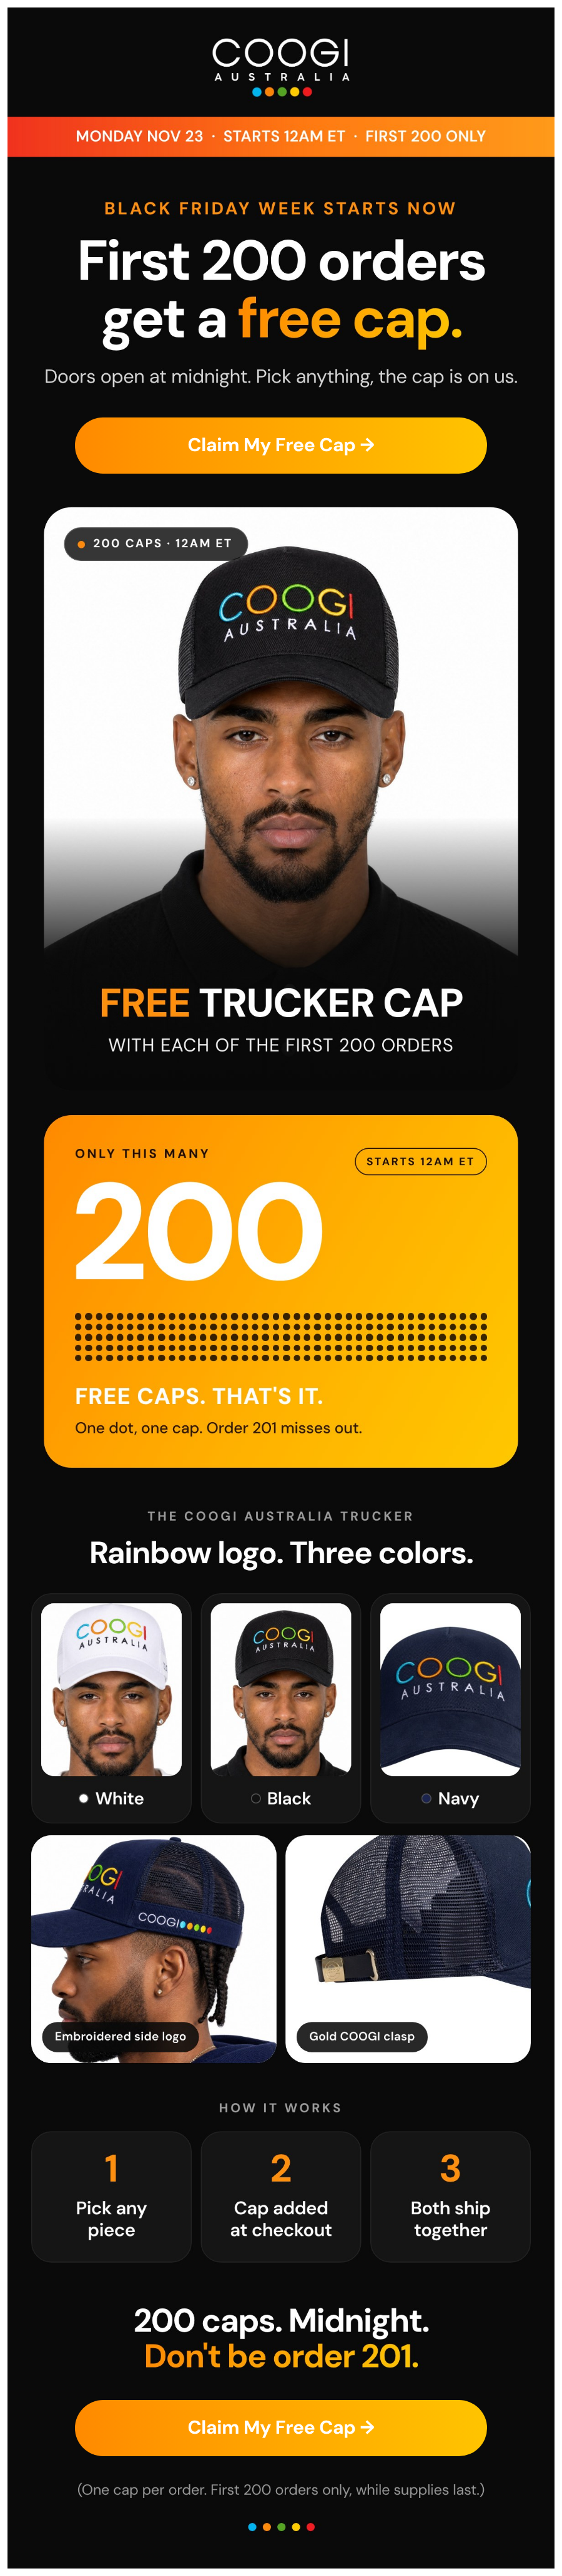 COOGI
AUSTRALIA
MONDAY NOV 23 · STARTS 12AM ET · FIRST 200 ONLY
BLACK FRIDAY WEEK STARTS NOW
First 200 orders
get a free cap.
Doors open at midnight. Pick anything, the cap is on us.
Claim My Free Cap →
200 CAPS · 12AM ET
COOGI
AUSTRALIA
FREE TRUCKER CAP
WITH EACH OF THE FIRST 200 ORDERS
ONLY THIS MANY
STARTS 12AM ET
200
FREE CAPS. THAT'S IT.
One dot, one cap. Order 201 misses out.
THE COOGI AUSTRALIA TRUCKER
Rainbow logo. Three colors.
COOGI
AUSTRALIA
COOGI
AUSTRALIA
COOGI
AUSTRALIA
White
Black
Navy
OGI
RALIA
COOGI
Embroidered side logo
Gold COOGI clasp
HOW IT WORKS
1
Pick any
piece
2
Cap added
at checkout
3
Both ship
together
200 caps. Midnight.
Don't be order 201.
Claim My Free Cap →
(One cap per order. First 200 orders only, while supplies last.)